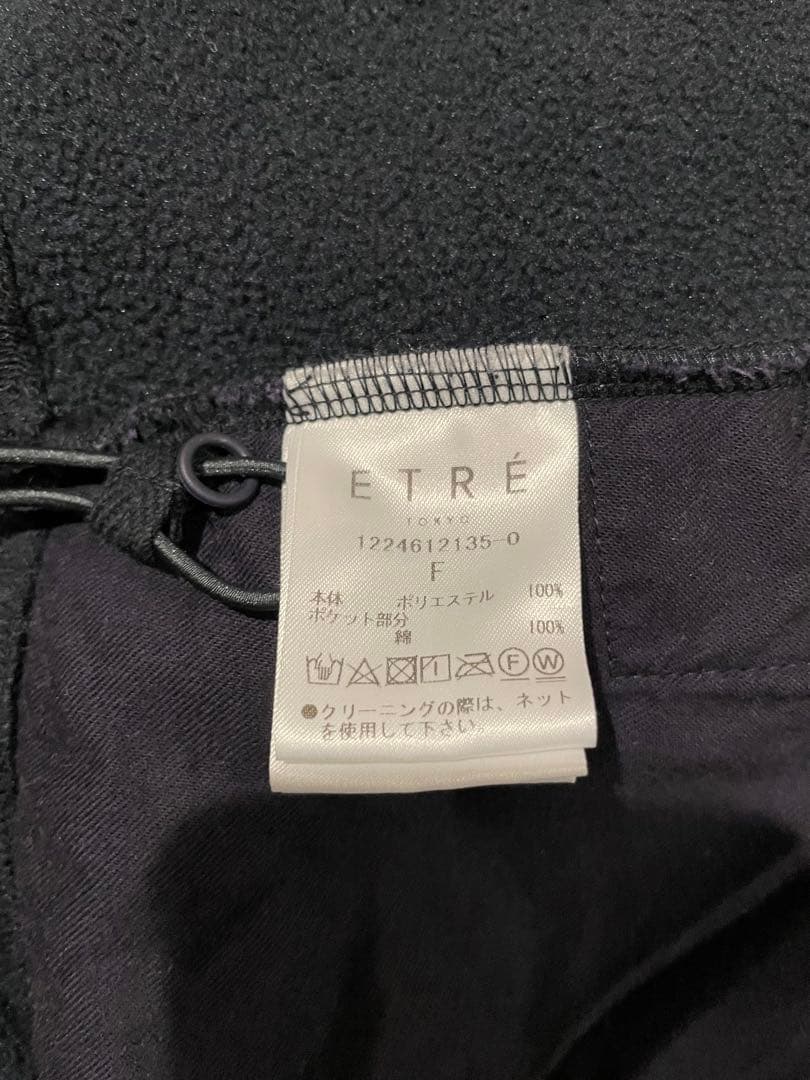 ETRÉ
TOKYO
1224612135-0
F
本体 ポリエステル 100%
ポケット部分
綿 100%
F W
●クリーニングの際は、ネット
を使用して下さい。